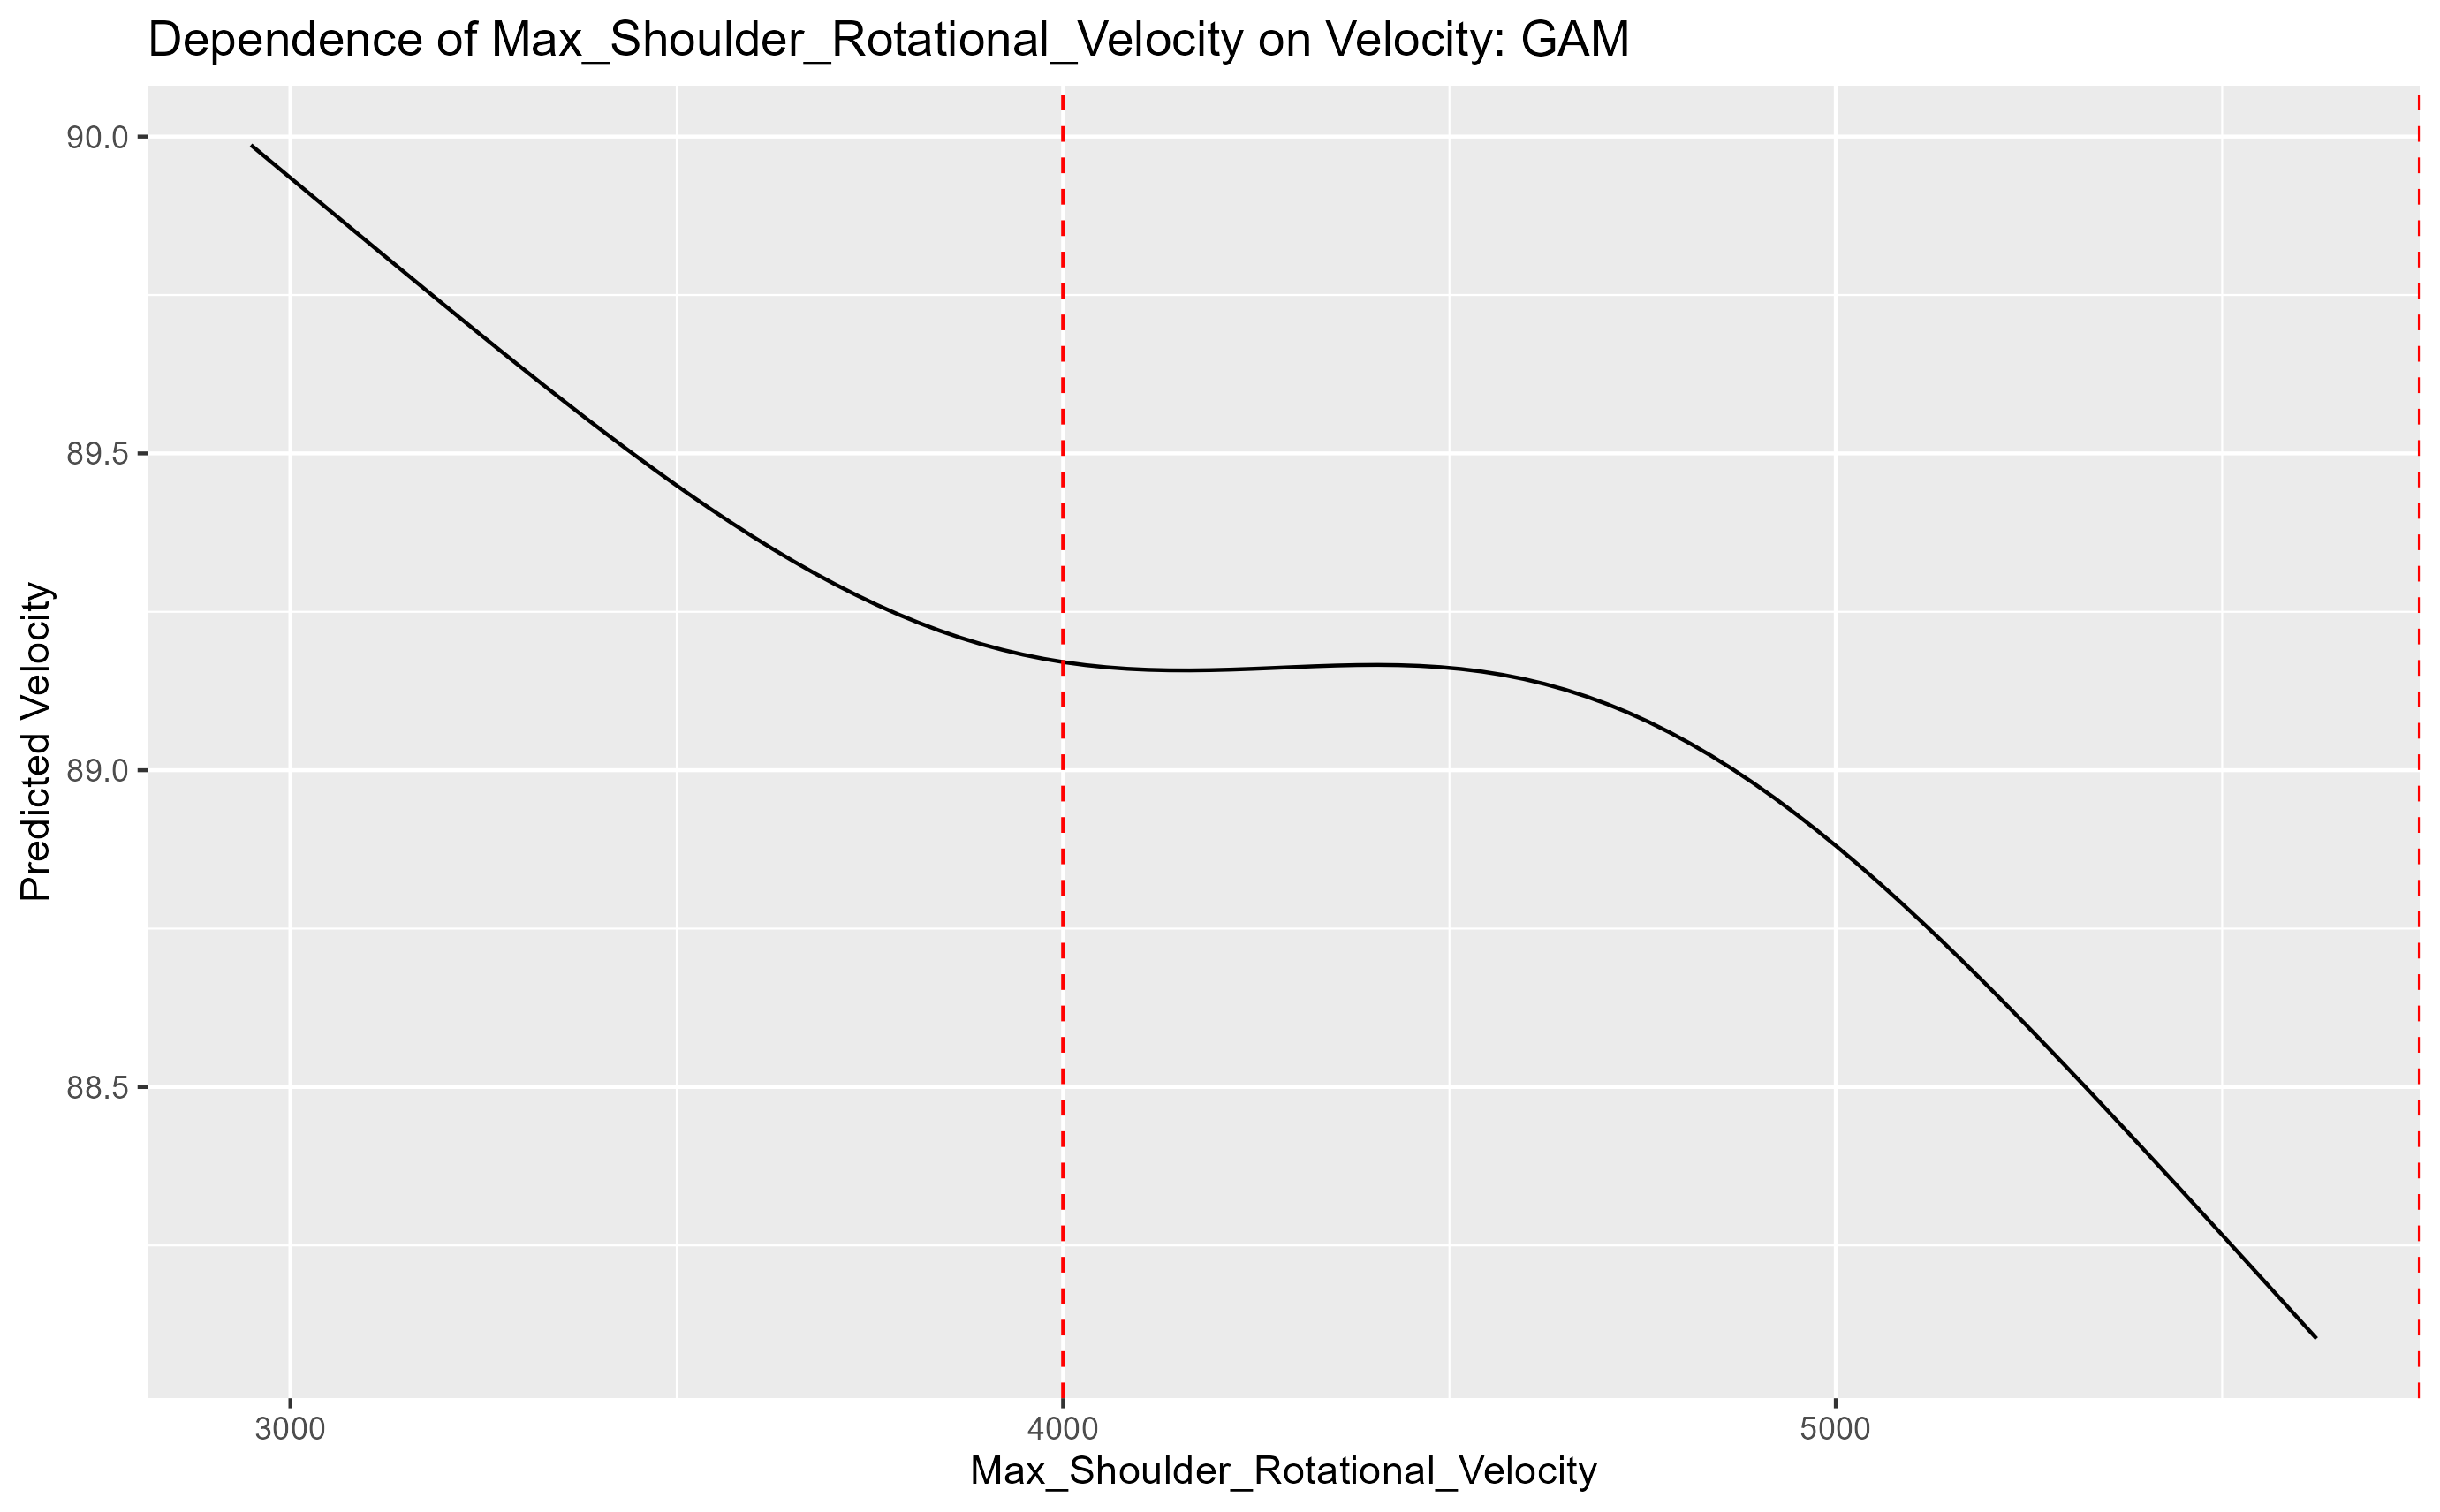 Dependence of Max_Shoulder_Rotational_Velocity on Velocity: GAM
90.0
89.5
89.0
88.5
Predicted Velocity
3000
4000
5000
Max_Shoulder_Rotational_Velocity